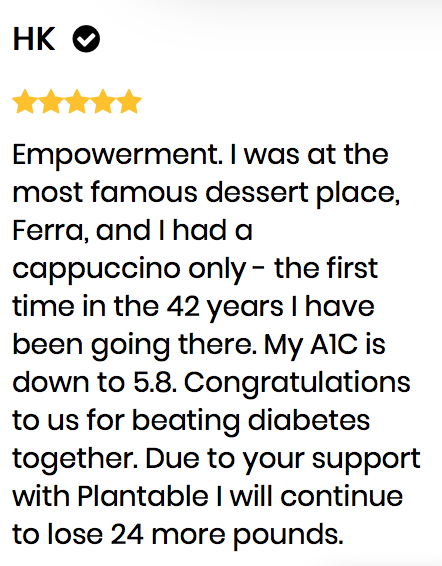 HK
Empowerment. I was at the
most famous dessert place,
Ferra, and I had a
cappuccino only - the first
time in the 42 years I have
been going there. My A1C is
down to 5.8. Congratulations
to us for beating diabetes
together. Due to your support
with Plantable I will continue
to lose 24 more pounds.